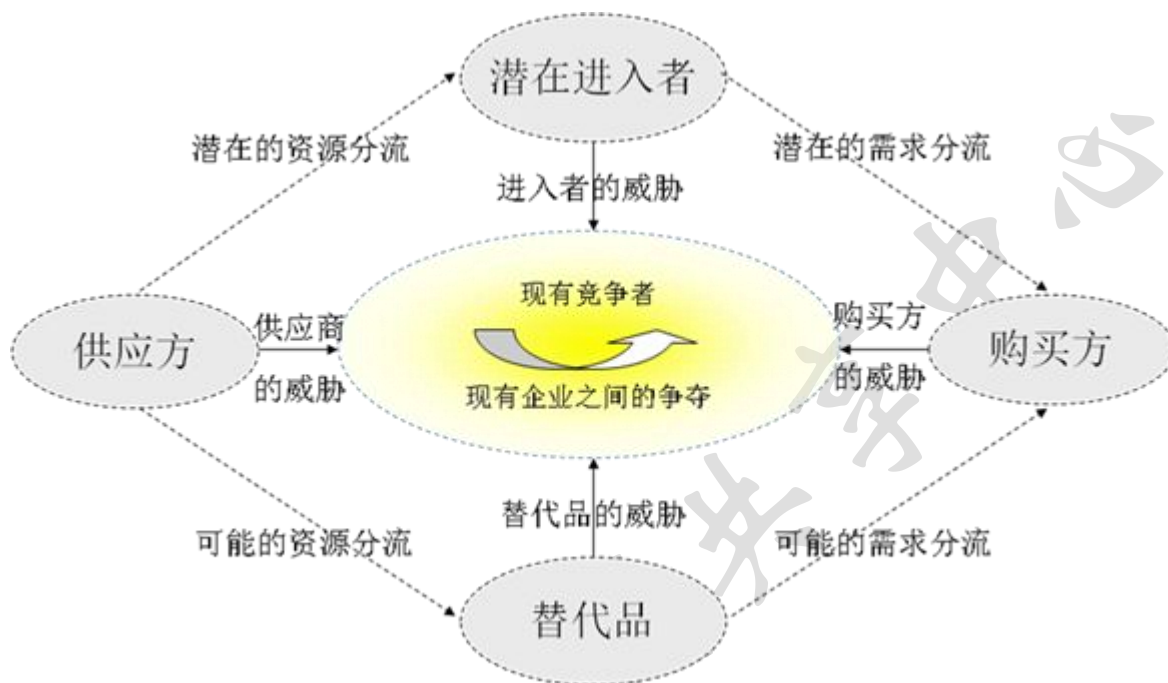 潜在进入者
潜在的资源分流
潜在的需求分流
进入者的威胁
现有竞争者
供应方
供应商
的威胁
购买方
的威胁
购买方
现有企业之间的争夺
替代品的威胁
可能的资源分流
可能的需求分流
替代品
共享中心